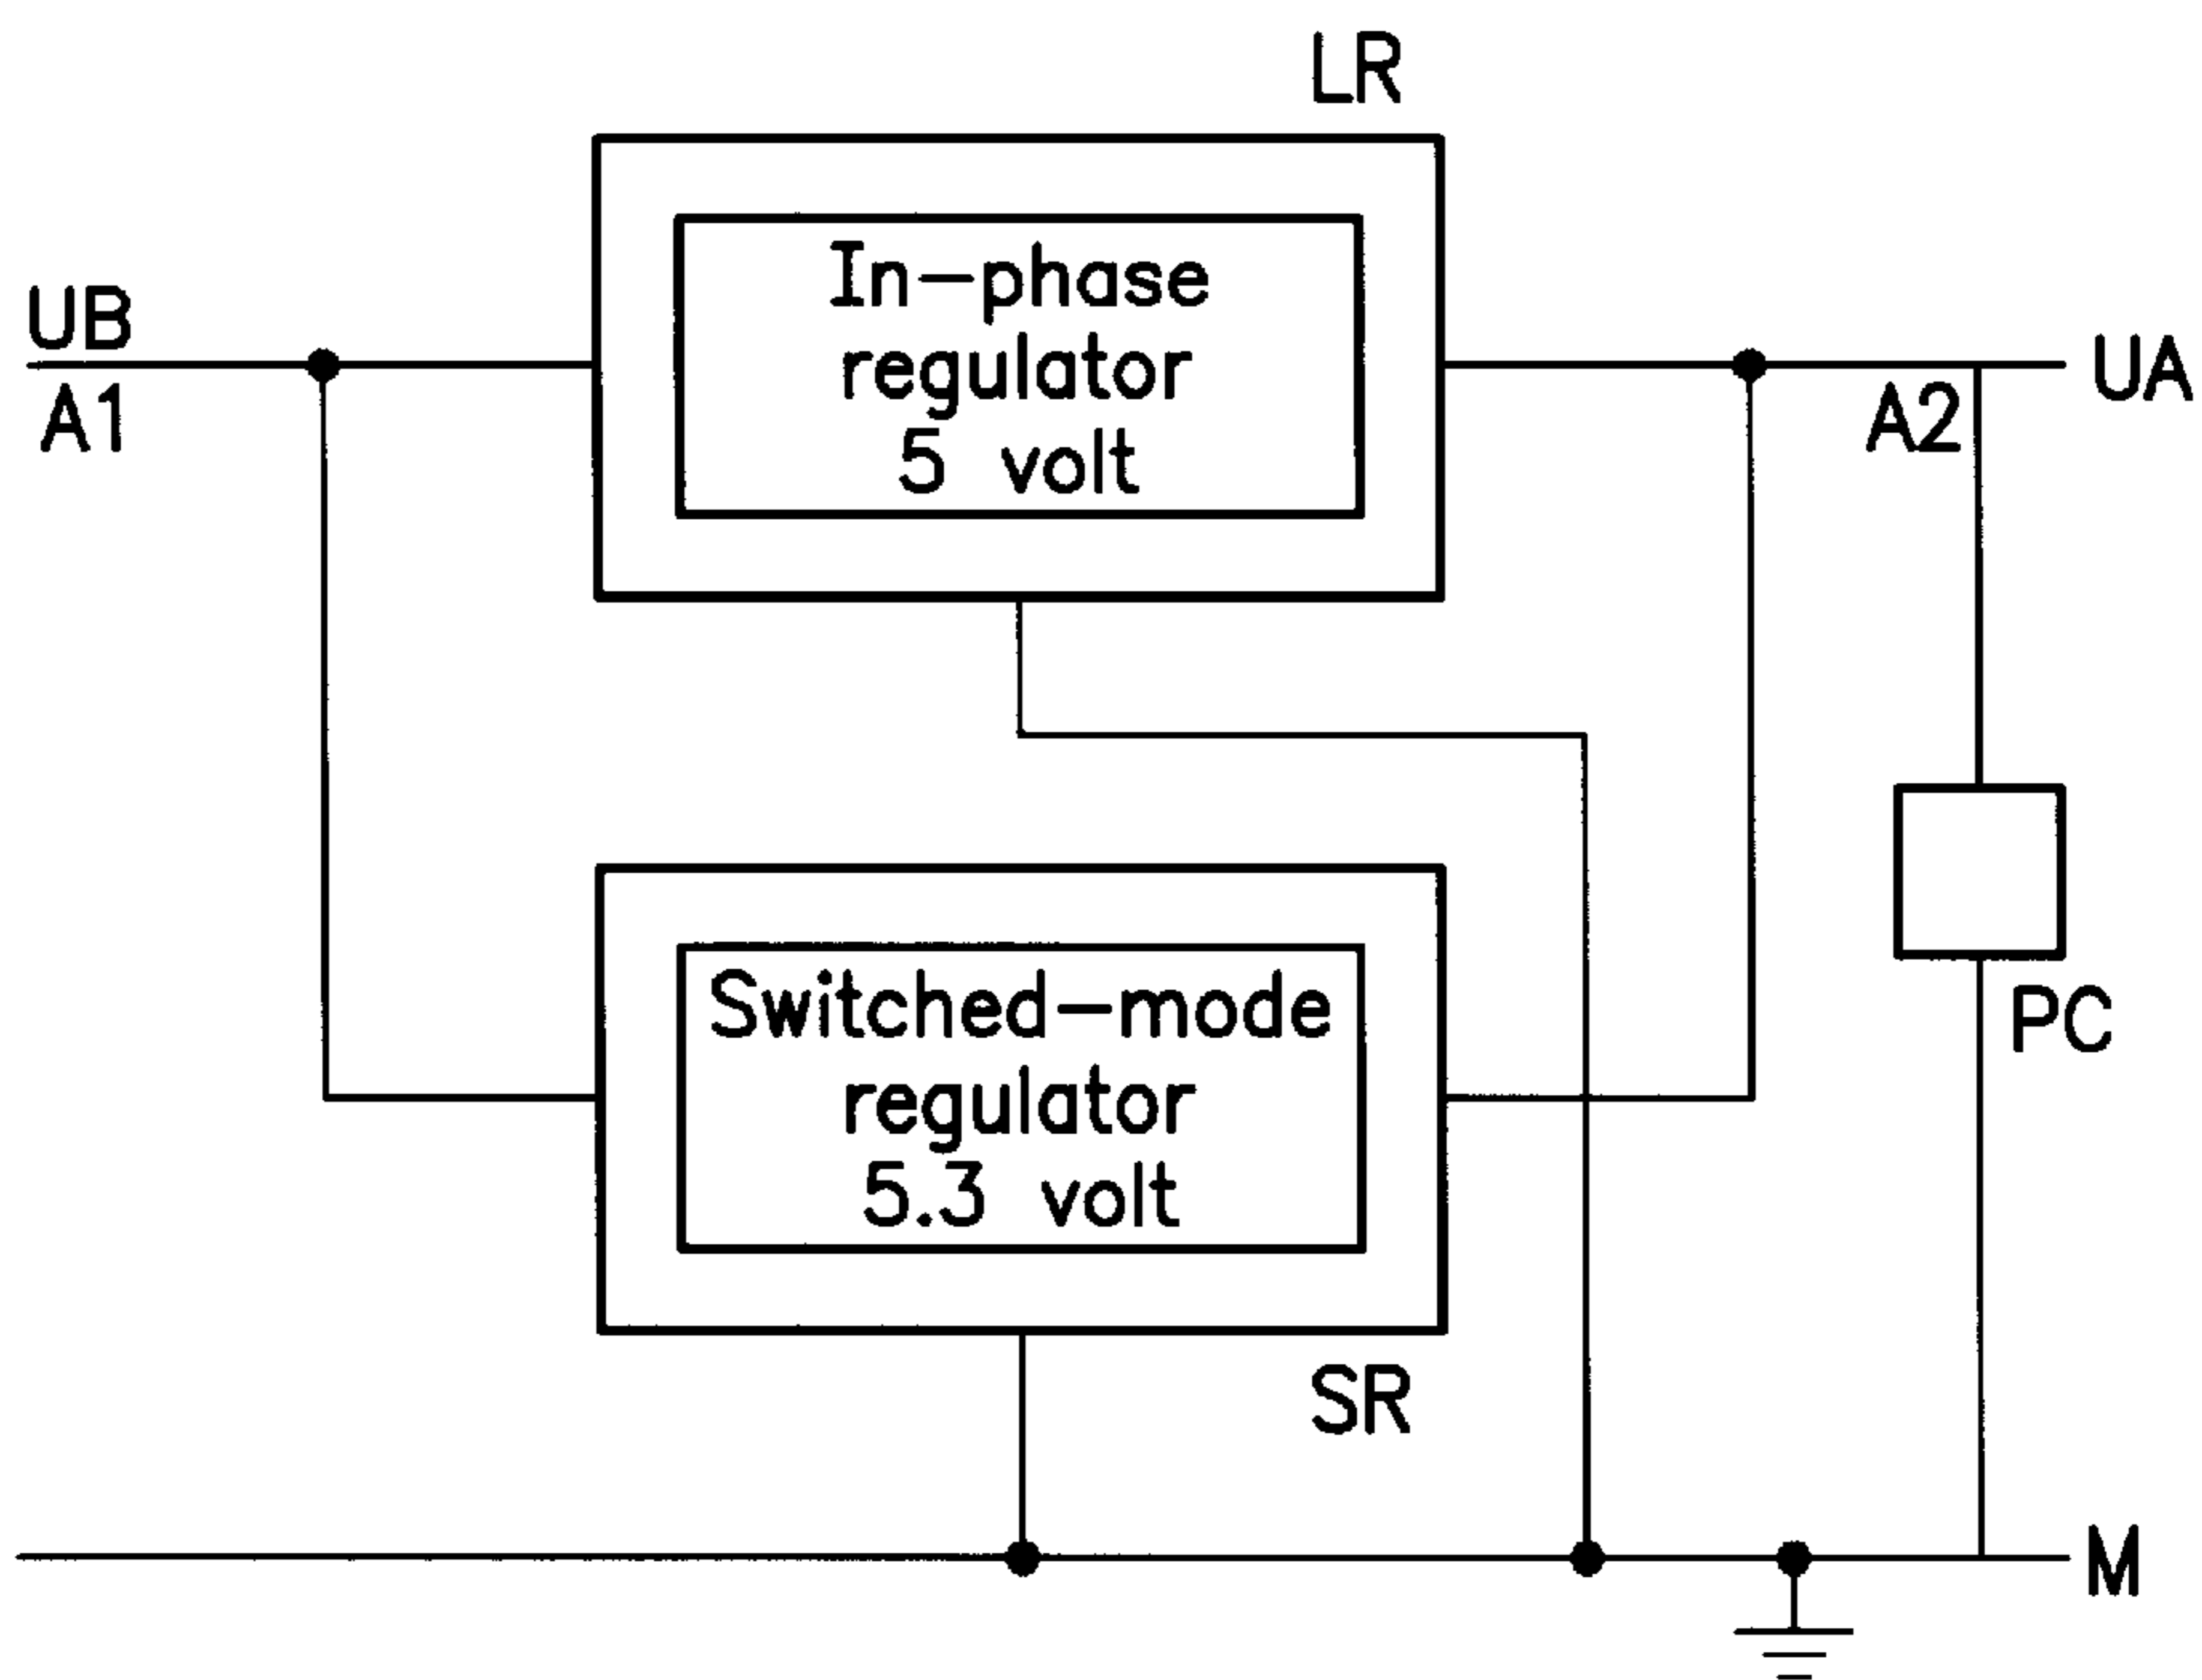 LR
In-phase
regulator
5 volt
UB
A1
UA
A2
Switched-mode
regulator
5.3 volt
PC
SR
M